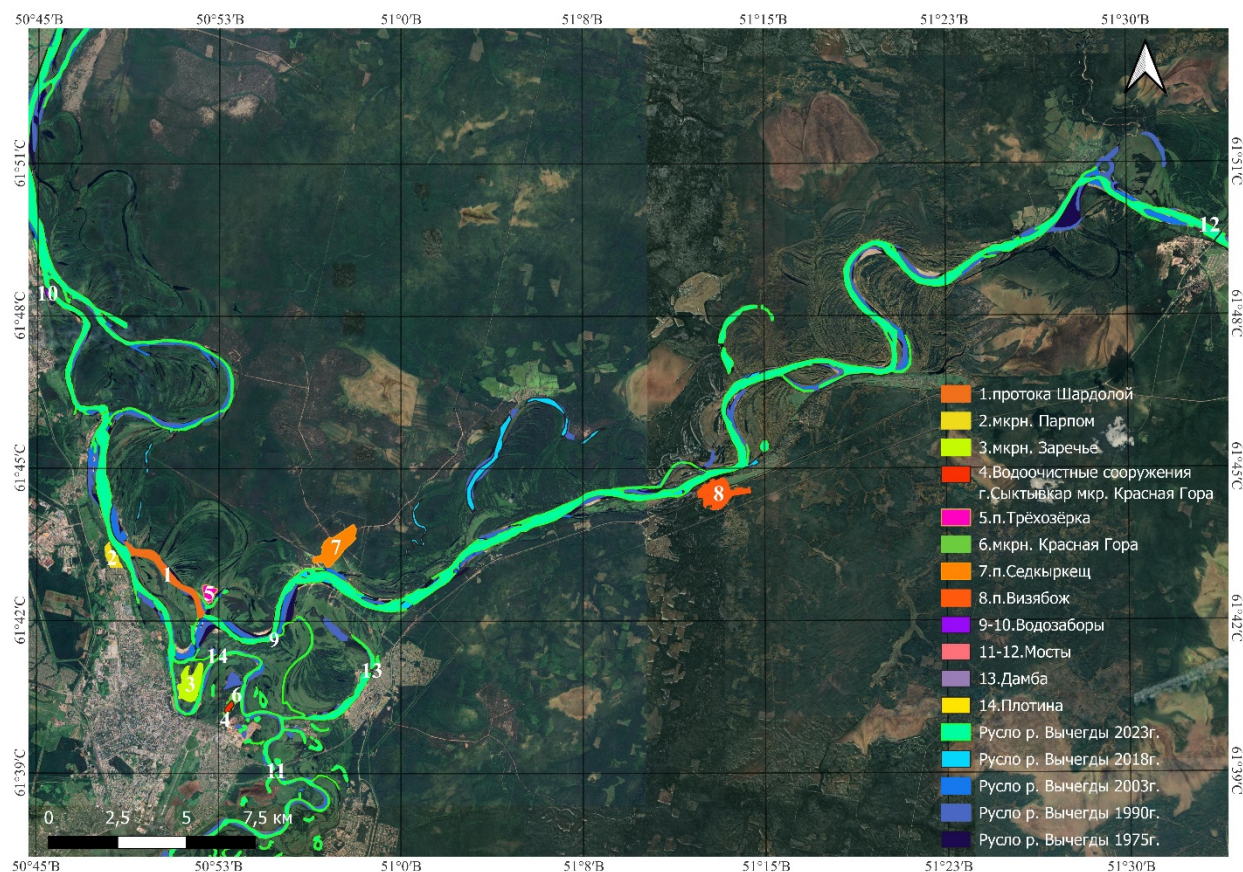 50°45'В 50°53'В 51°0'В 51°8'В 51°15'В 51°23'В 51°30'В
61°51'С 61°51'С
12
10
61°48'С 61°48'С
1.протока Шардолой
2.мкрн. Парпом
3.мкрн. Заречье
61°45'С 61°45'С
4.Водоочистные сооружения
г.Сыктывкар мкр. Красная Гора
8
5.п.Трёхозёрка
6.мкрн. Красная Гора
7
2
1
7.п.Седкыркещ
5
8.п.Визябож
61°42'С 61°42'С
9
9-10.Водозаборы
14
11-12.Мосты
13
3
13.Дамба
6
14.Плотина
4
Русло р. Вычегды 2023г.
Русло р. Вычегды 2018г.
11
61°39'С 61°39'С
Русло р. Вычегды 2003г.
Русло р. Вычегды 1990г.
0 2,5 5 7,5 км
Русло р. Вычегды 1975г.
50°45'В 50°53'В 51°0'В 51°8'В 51°15'В 51°23'В 51°30'В